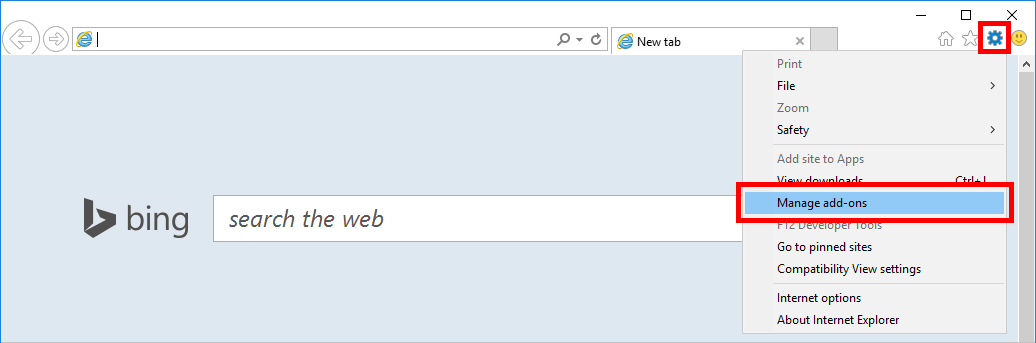 New tab
Print
File
Zoom
Safety
Add site to Apps
View downloads Ctrl+J
Manage add-ons
F12 Developer Tools
Go to pinned sites
Compatibility View settings
Internet options
About Internet Explorer
bing
search the web